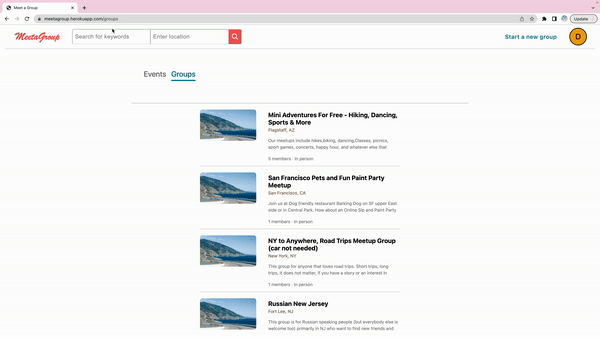 Meet a Group
meetagroup.herokuapp.com/groups
Update
MeetaGroup
Search for keywords
Enter location
Start a new group
D
Events
Groups
Mini Adventures For Free - Hiking, Dancing,
Sports & More
Flagstaff, AZ
Our meetups include hikes,biking, dancing,Classes, picnics,
sport games, concerts, happy hour, and whatever else that
5 members · In person
San Francisco Pets and Fun Paint Party
Meetup
San Francisco, CA
Join us at Dog friendly restaurant Barking Dog on SF upper East
side or in Central Park. How about an Online Sip and Paint Party
1 members · In person
NY to Anywhere, Road Trips Meetup Group
(car not needed)
New York, NY
This group for anyone that loves road trips. Short trips, long
trips, it does not matter, if you have a story or an interest in
1 members · In person
Russian New Jersey
Fort Lee, NJ
This group is for Russian speaking people (but everybody else is
welcome too) primarily in NJ who want to find new friends and